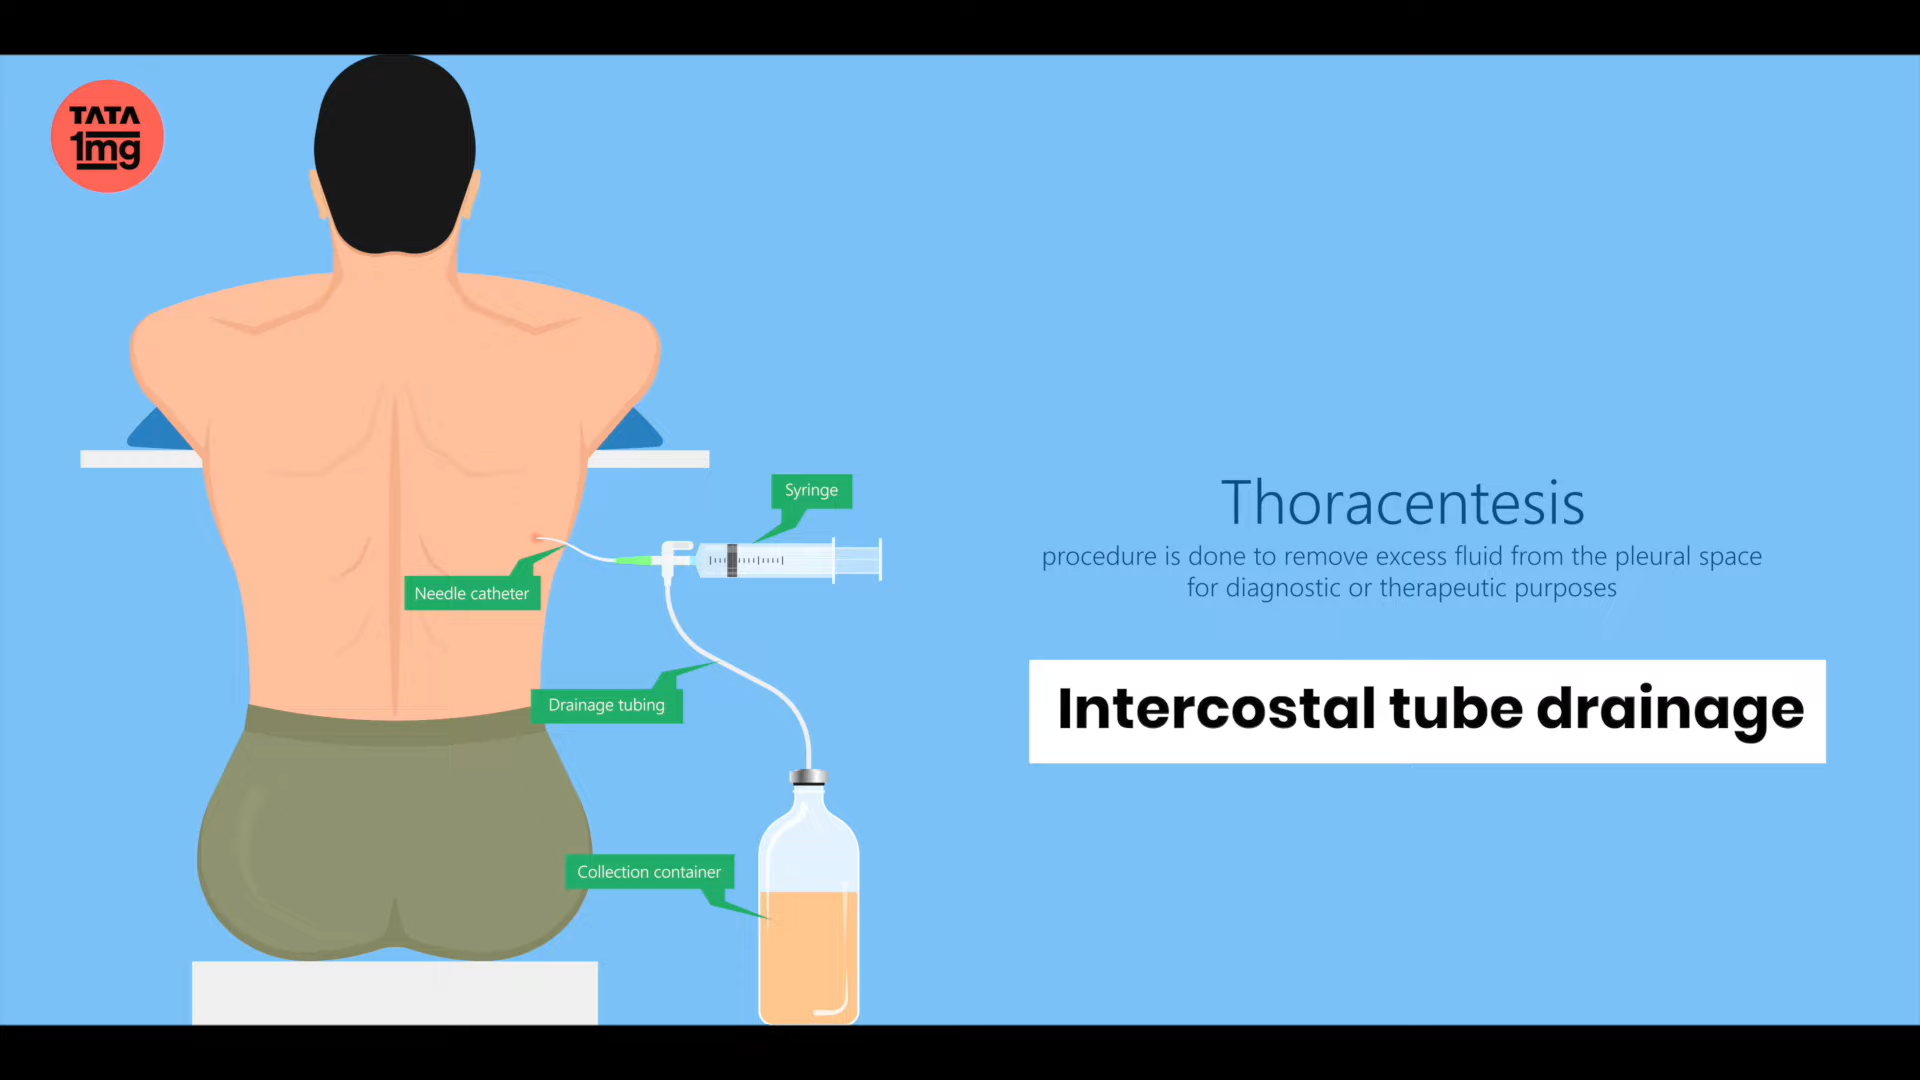 TATA
1mg
Syringe
Needle catheter
Drainage tubing
Collection container
Thoracentesis
procedure is done to remove excess fluid from the pleural space
for diagnostic or therapeutic purposes
Intercostal tube drainage